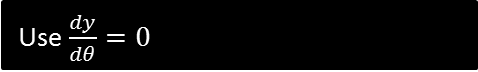 Use dy/dθ = 0